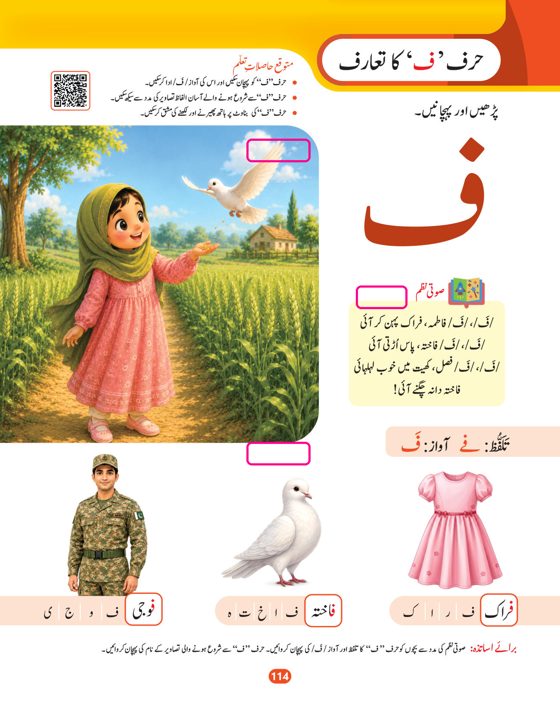 حرف ’ف‘ کا تعارف
متوقع حاصلاتِ تعلّم
حرف ”ف“ کو پہچان سکیں اور اس کی آواز /ف/ ادا کر سکیں۔
حرف ”ف“ سے شروع ہونے والے آسان الفاظ تصاویر کی مدد سے سیکھ سکیں۔
حرف ”ف“ کی بناوٹ پر ہاتھ پھیرنے اور لکھنے کی مشق کر سکیں۔
پڑھیں اور پہچانیں۔
ف
صوتی نظم
/فَ/، /فَ/ فاطمہ، فراک پہن کر آئی
/فَ/، /فَ/ فاختہ، پاس اُڑتی آئی
/فَ/، /فَ/ فصل، کھیت میں خوب لہلہائی
فاختہ دانہ چگنے آئی!
تَلَفُّظ: فے آواز: فَ
فراک ف ر ا ک
فاختہ ف ا خ ت ہ
فوجی ف و ج ی
برائے اساتذہ: صوتی نظم کی مدد سے بچوں کو حرف ”ف“ کا تلفظ اور آواز /ف/ کی پہچان کروائیں۔ حرف ”ف“ سے شروع ہونے والی تصاویر کے نام کی پہچان کروائیں۔
114